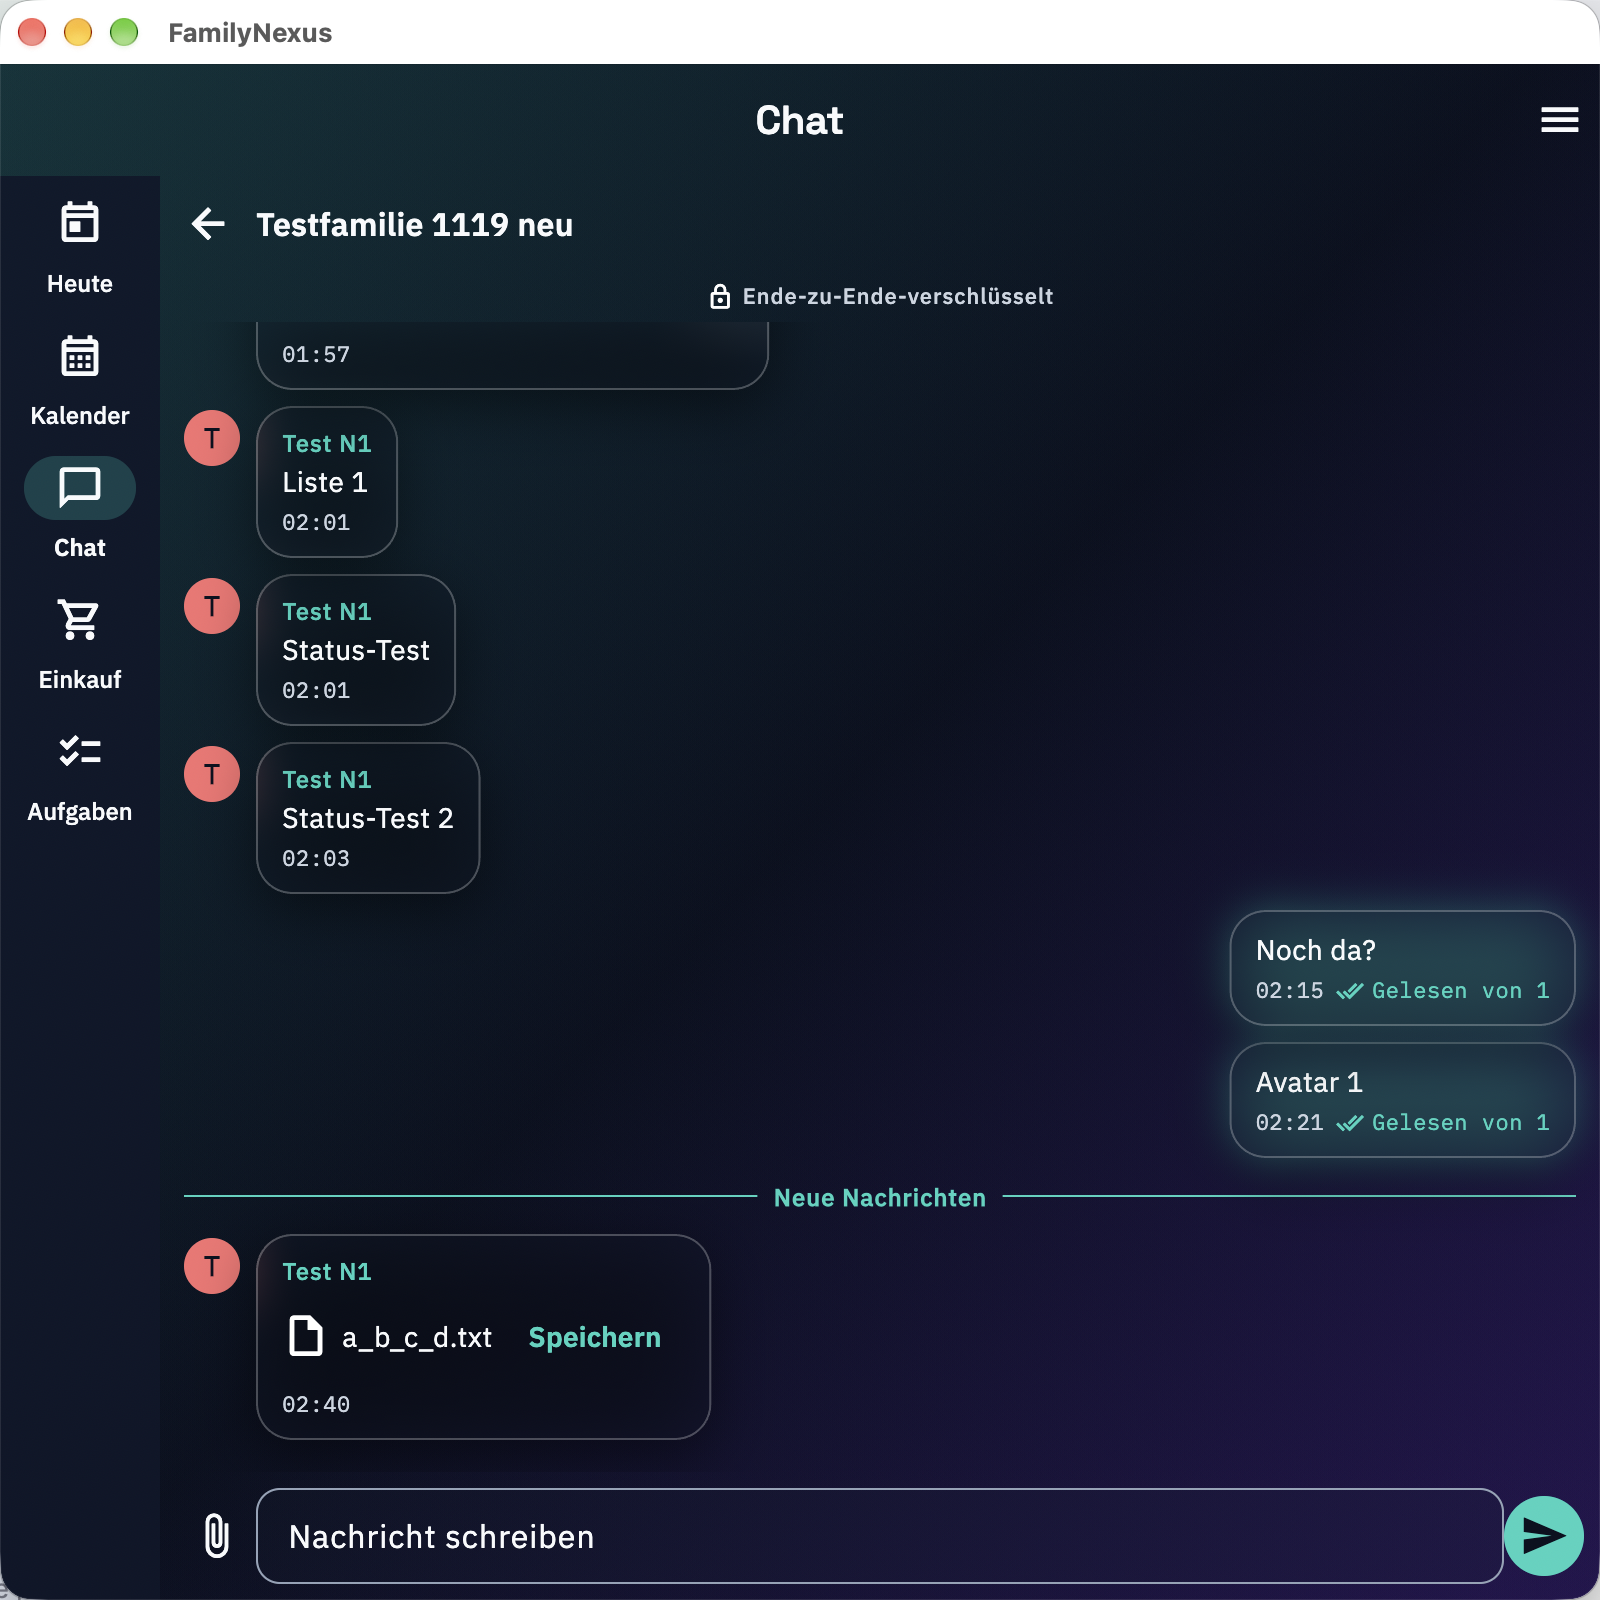 FamilyNexus
Chat
Heute
Kalender
Chat
Einkauf
Aufgaben
Testfamilie 1119 neu
Ende-zu-Ende-verschlüsselt
01:57
T
Test N1
Liste 1
02:01
T
Test N1
Status-Test
02:01
T
Test N1
Status-Test 2
02:03
Noch da?
02:15 Gelesen von 1
Avatar 1
02:21 Gelesen von 1
Neue Nachrichten
T
Test N1
a_b_c_d.txt Speichern
02:40
Nachricht schreiben